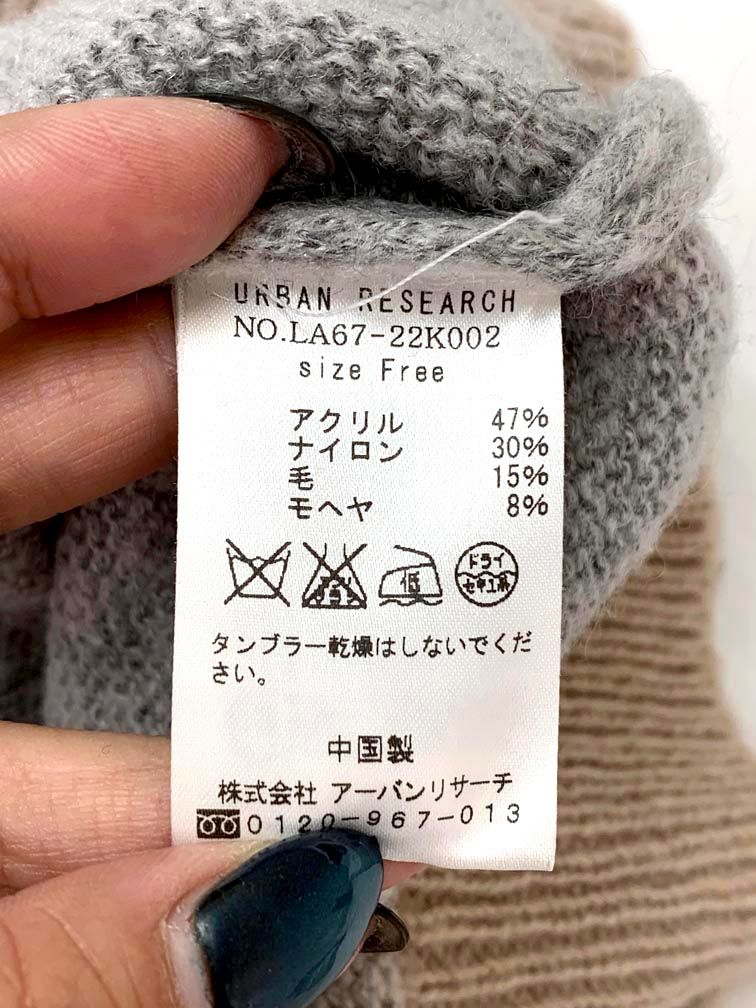 URBAN RESEARCH
NO.LA67-22K002
size Free
アクリル 47%
ナイロン 30%
毛 15%
モヘヤ 8%
低
ドライ
セキユ系
タンブラー乾燥はしないでくだ
さい。
中国製
株式会社 アーバンリサーチ
0120-967-013